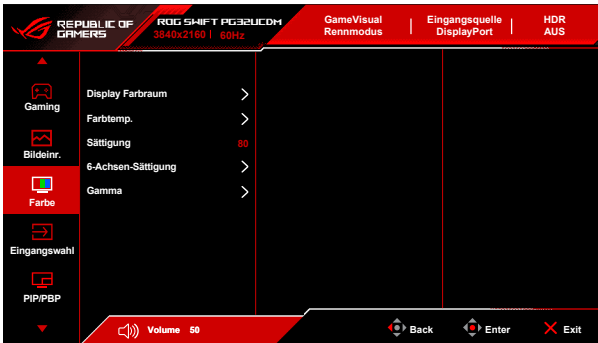 REPUBLIC OF
GAMERS
ROG SWIFT PG32UCDM
3840x2160 | 60Hz
GameVisual
Rennmodus
Eingangsquelle
DisplayPort
HDR
AUS
Gaming
Bildeinr.
Farbe
Eingangswahl
PIP/PBP
Display Farbraum
Farbtemp.
Sättigung 80
6-Achsen-Sättigung
Gamma
Volume 50
Back
Enter
Exit